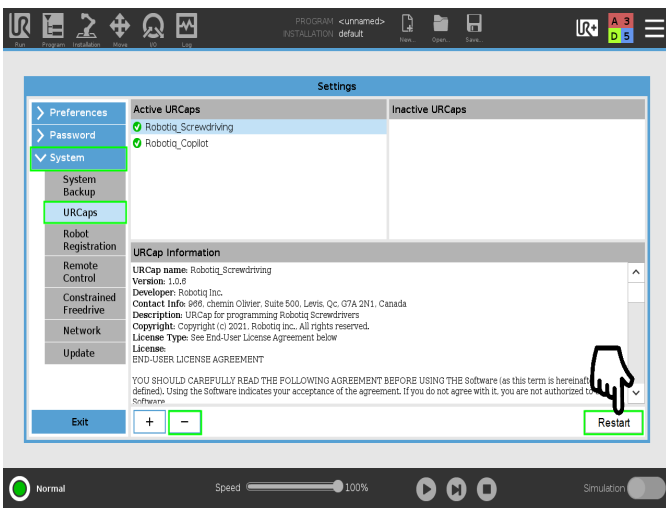 PROGRAM <unnamed>
INSTALLATION default
Run Program Installation Move I/O Log New... Open... Save...
UR+
A 3
D 5
Settings
Preferences
Password
System
System
Backup
URCaps
Robot
Registration
Remote
Control
Constrained
Freedrive
Network
Update
Exit
Active URCaps
Robotiq_Screwdriving
Robotiq_Copilot
Inactive URCaps
URCap Information
URCap name: Robotiq_Screwdriving
Version: 1.0.6
Developer: Robotiq Inc.
Contact Info: 966, chemin Olivier, Suite 500, Levis, Qc, G7A 2N1, Canada
Description: URCap for programming Robotiq Screwdrivers
Copyright: Copyright (c) 2021, Robotiq inc., All rights reserved.
License Type: See End-User License Agreement below
License:
END-USER LICENSE AGREEMENT
YOU SHOULD CAREFULLY READ THE FOLLOWING AGREEMENT BEFORE USING THE Software (as this term is hereinaft
defined). Using the Software indicates your acceptance of the agreement. If you do not agree with it, you are not authorized to
Software.
+
−
Restart
Normal
Speed 100%
Simulation